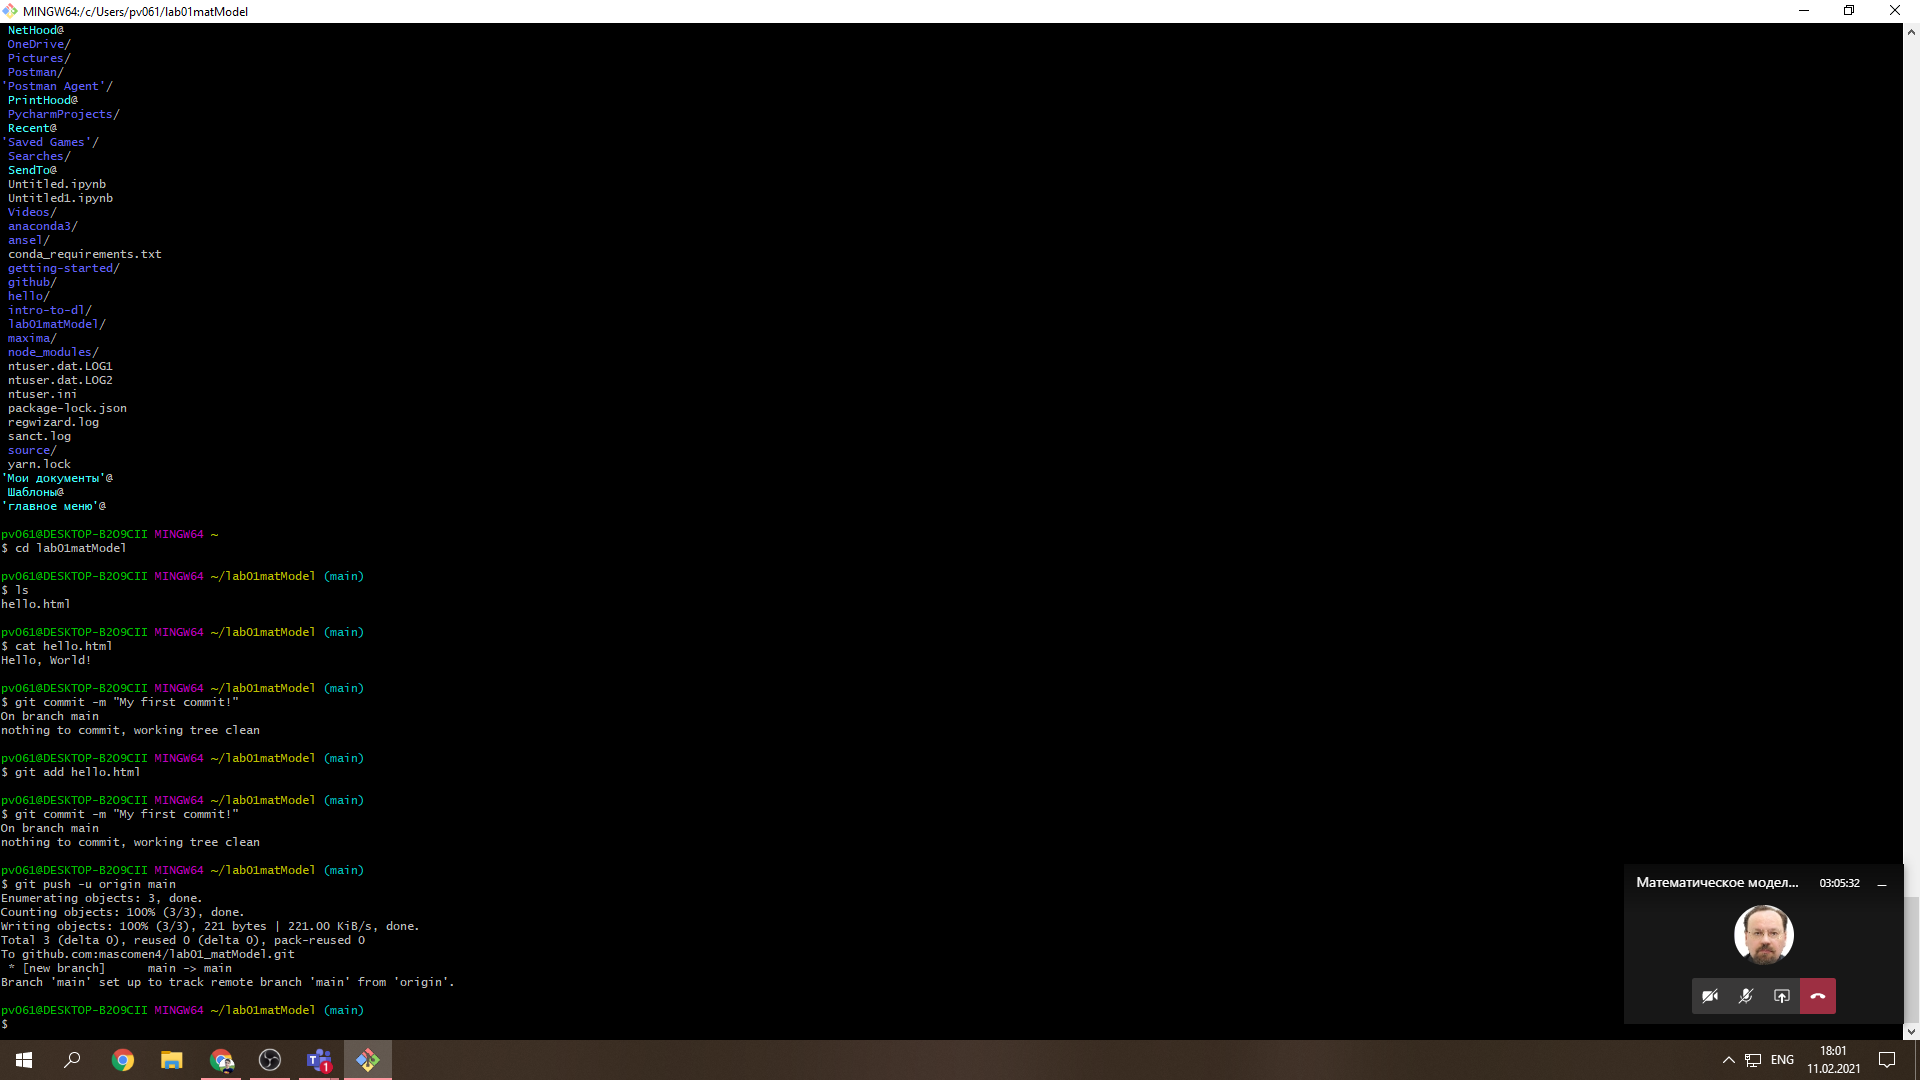 MINGW64:/c/Users/pv061/lab01matModel
NetHood@
OneDrive/
Pictures/
Postman/
'Postman Agent'/
PrintHood@
PycharmProjects/
Recent@
'Saved Games'/
Searches/
SendTo@
Untitled.ipynb
Untitled1.ipynb
Videos/
anaconda3/
ansel/
conda_requirements.txt
getting-started/
github/
hello/
intro-to-dl/
lab01matModel/
maxima/
node_modules/
ntuser.dat.LOG1
ntuser.dat.LOG2
ntuser.ini
package-lock.json
regwizard.log
sanct.log
source/
yarn.lock
'Мои документы'@
Шаблоны@
'главное меню'@
pv061@DESKTOP-B2O9CII MINGW64 ~
$ cd lab01matModel
pv061@DESKTOP-B2O9CII MINGW64 ~/lab01matModel (main)
$ ls
hello.html
pv061@DESKTOP-B2O9CII MINGW64 ~/lab01matModel (main)
$ cat hello.html
Hello, World!
pv061@DESKTOP-B2O9CII MINGW64 ~/lab01matModel (main)
$ git commit -m "My first commit!"
On branch main
nothing to commit, working tree clean
pv061@DESKTOP-B2O9CII MINGW64 ~/lab01matModel (main)
$ git add hello.html
pv061@DESKTOP-B2O9CII MINGW64 ~/lab01matModel (main)
$ git commit -m "My first commit!"
On branch main
nothing to commit, working tree clean
pv061@DESKTOP-B2O9CII MINGW64 ~/lab01matModel (main)
$ git push -u origin main
Enumerating objects: 3, done.
Counting objects: 100% (3/3), done.
Writing objects: 100% (3/3), 221 bytes | 221.00 KiB/s, done.
Total 3 (delta 0), reused 0 (delta 0), pack-reused 0
To github.com:mascomen4/lab01_matModel.git
* [new branch] main -> main
Branch 'main' set up to track remote branch 'main' from 'origin'.
pv061@DESKTOP-B2O9CII MINGW64 ~/lab01matModel (main)
$
Математическое модел... 03:05:32
T 1
ENG
18:01
11.02.2021